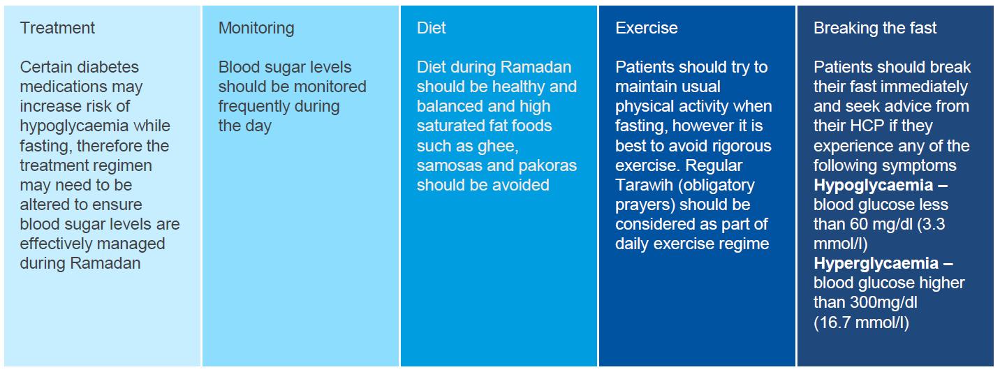 Treatment
Certain diabetes
medications may
increase risk of
hypoglycaemia while
fasting, therefore the
treatment regimen
may need to be
altered to ensure
blood sugar levels are
effectively managed
during Ramadan
Monitoring
Blood sugar levels
should be monitored
frequently during
the day
Diet
Diet during Ramadan
should be healthy and
balanced and high
saturated fat foods
such as ghee,
samosas and pakoras
should be avoided
Exercise
Patients should try to
maintain usual
physical activity when
fasting, however it is
best to avoid rigorous
exercise. Regular
Tarawih (obligatory
prayers) should be
considered as part of
daily exercise regime
Breaking the fast
Patients should break
their fast immediately
and seek advice from
their HCP if they
experience any of the
following symptoms
Hypoglycaemia –
blood glucose less
than 60 mg/dl (3.3
mmol/l)
Hyperglycaemia –
blood glucose higher
than 300mg/dl
(16.7 mmol/l)